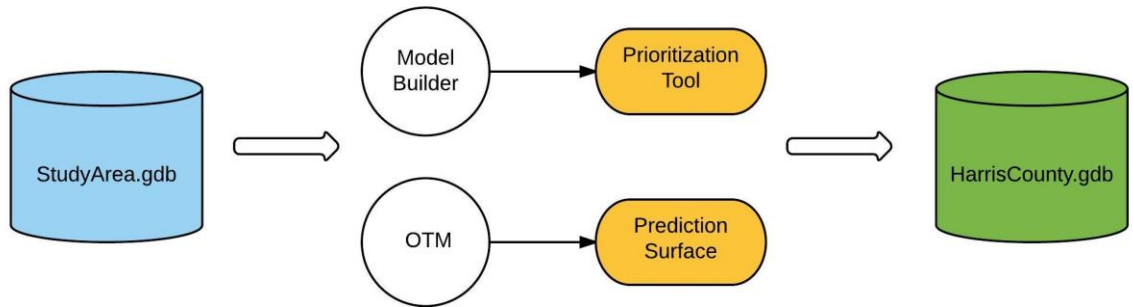 StudyArea.gdb
Model
Builder
Prioritization
Tool
OTM
Prediction
Surface
HarrisCounty.gdb